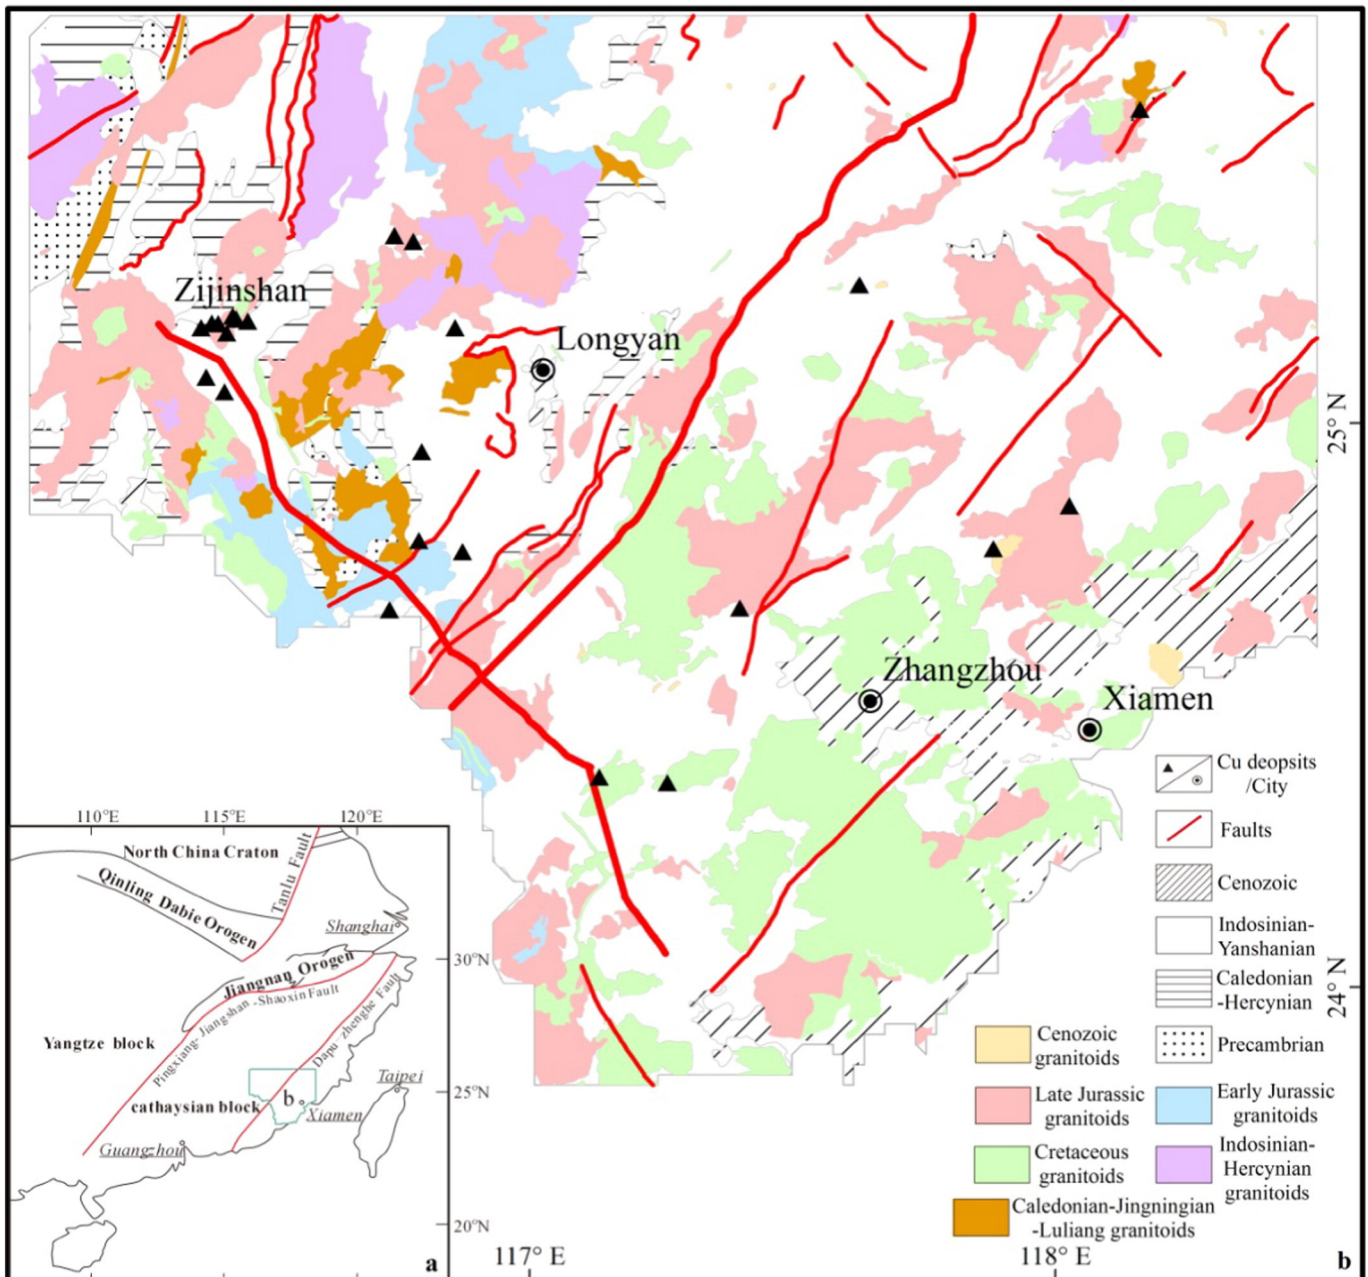 Zijinshan
Longyan
25° N
Zhangzhou
Xiamen
Cu deopsits
/City
Faults
Cenozoic
Indosinian-
Yanshanian
Caledonian
-Hercynian
24° N
Cenozoic
granitoids
Precambrian
Late Jurassic
granitoids
Early Jurassic
granitoids
Cretaceous
granitoids
Indosinian-
Hercynian
granitoids
Caledonian-Jingningian
-Luliang granitoids
117° E
118° E
b
110°E
115°E
120°E
North China Craton
Tanlu Fault
Qinling Dabie Orogen
Shanghai
Jiangnan Orogen
30°N
Pingxiang-Jiangshan-Shaoxin Fault
Dapu zhenghe Fault
Yangtze block
Taipei
25°N
b
cathaysian block
Xiamen
Guangzhou
20°N
a